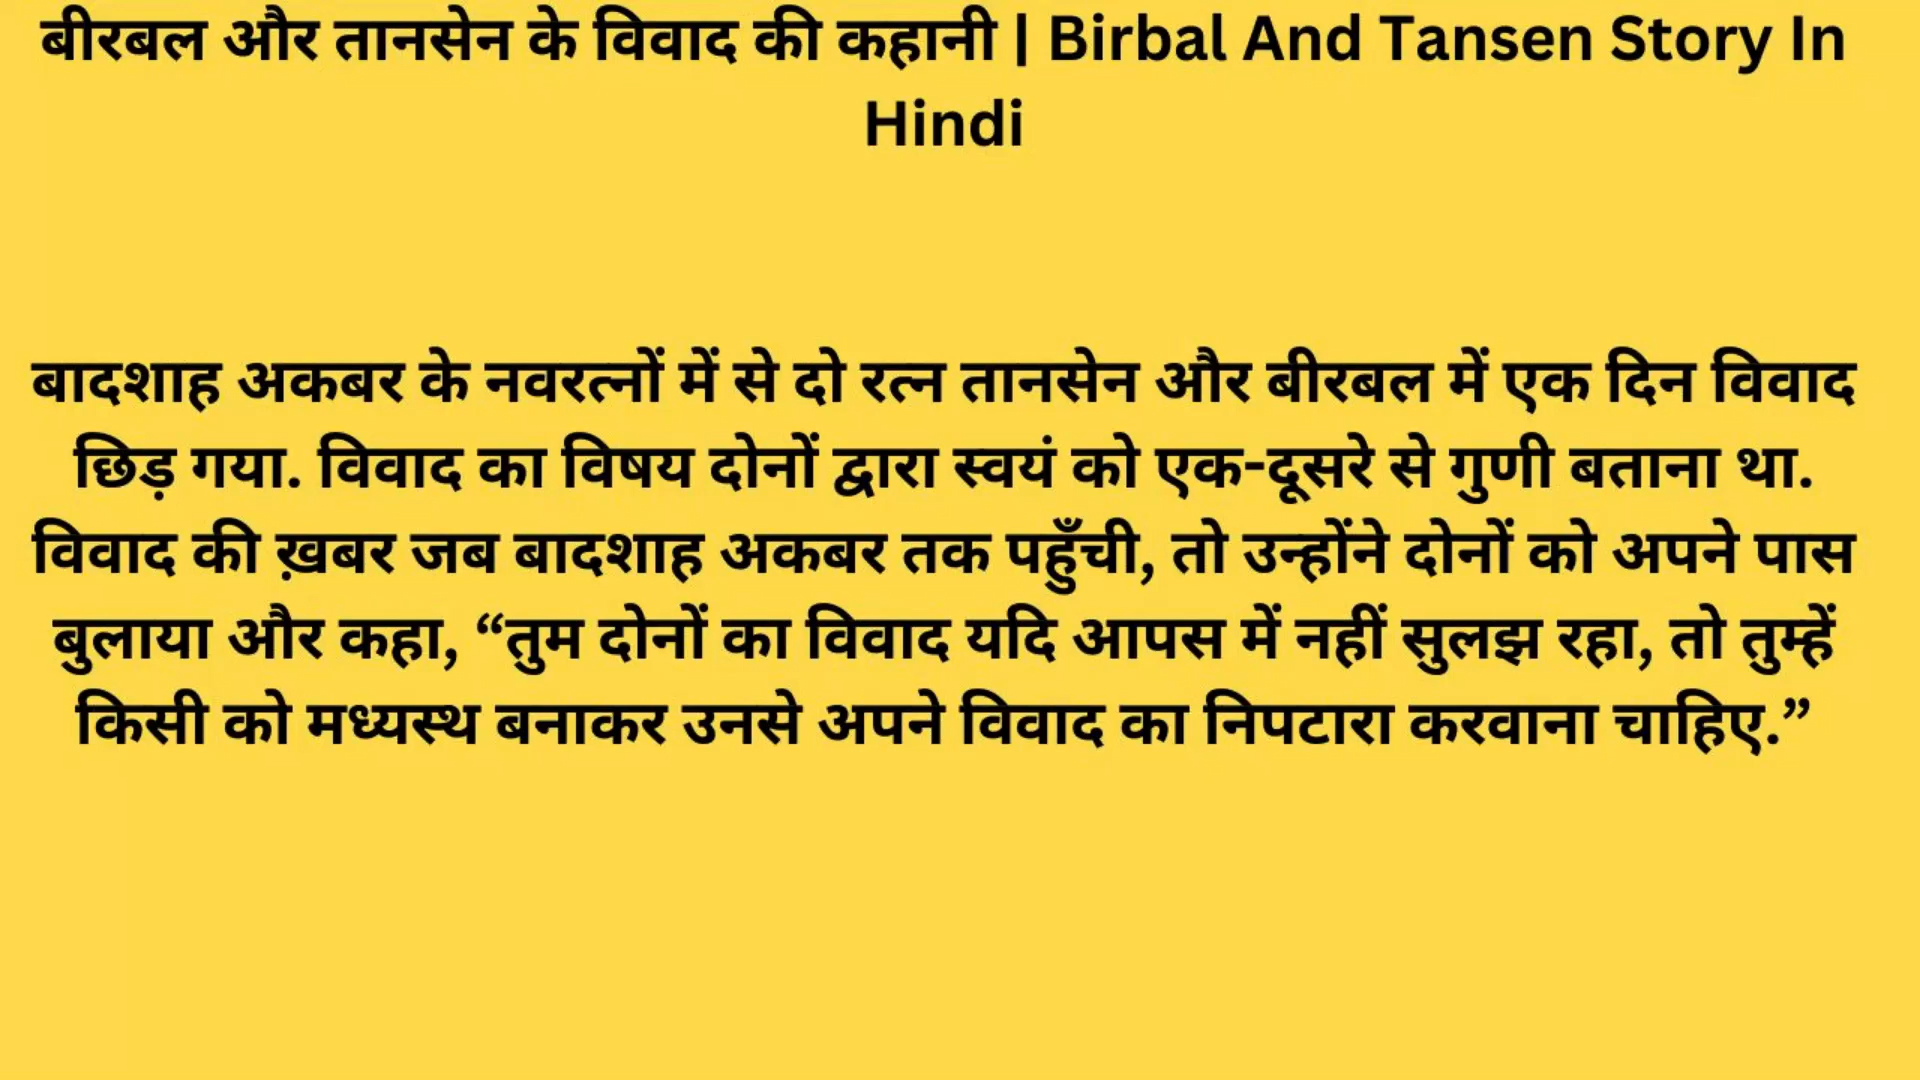 बीरबल और तानसेन के विवाद की कहानी | Birbal And Tansen Story In
Hindi
बादशाह अकबर के नवरत्नों में से दो रत्न तानसेन और बीरबल में एक दिन विवाद
छिड़ गया. विवाद का विषय दोनों द्वारा स्वयं को एक-दूसरे से गुणी बताना था.
विवाद की ख़बर जब बादशाह अकबर तक पहुँची, तो उन्होंने दोनों को अपने पास
बुलाया और कहा, “तुम दोनों का विवाद यदि आपस में नहीं सुलझ रहा, तो तुम्हें
किसी को मध्यस्थ बनाकर उनसे अपने विवाद का निपटारा करवाना चाहिए.”